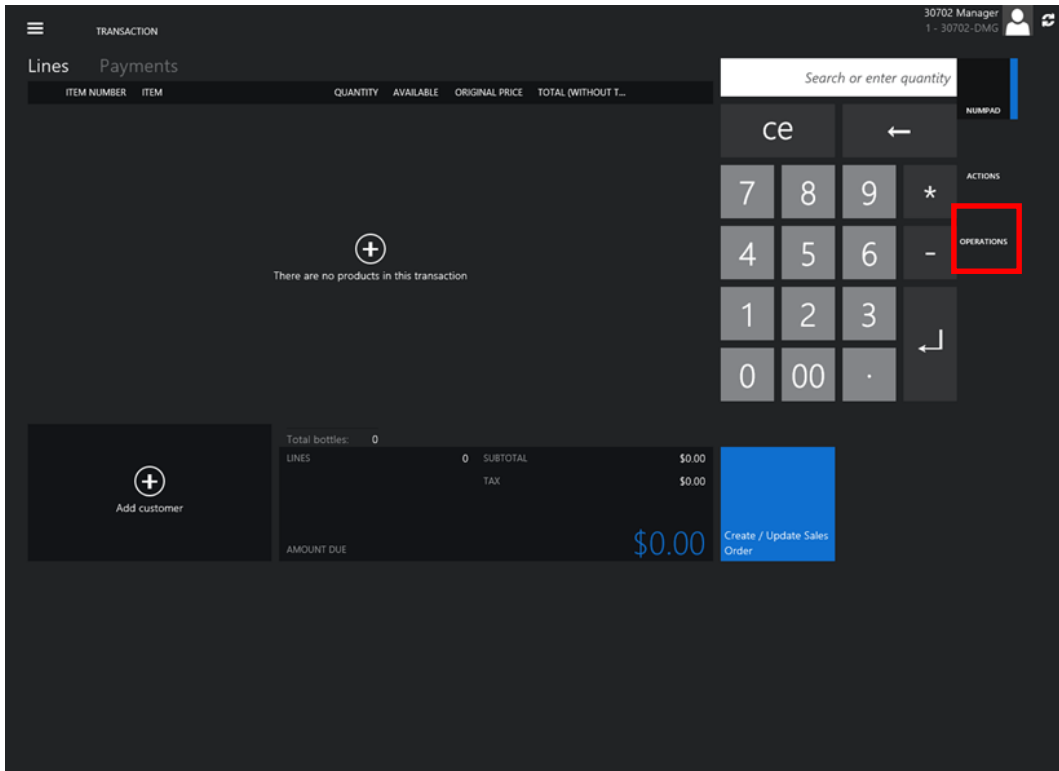 30702 Manager
1 - 30702-DMG
TRANSACTION
Lines Payments
ITEM NUMBER ITEM QUANTITY AVAILABLE ORIGINAL PRICE TOTAL (WITHOUT T...
Search or enter quantity
NUMPAD
ce ←
7 8 9 *
ACTIONS
4 5 6 -
OPERATIONS
There are no products in this transaction
1 2 3
0 00 .
Total bottles: 0
LINES 0 SUBTOTAL $0.00
TAX $0.00
Add customer
AMOUNT DUE $0.00
Create / Update Sales
Order